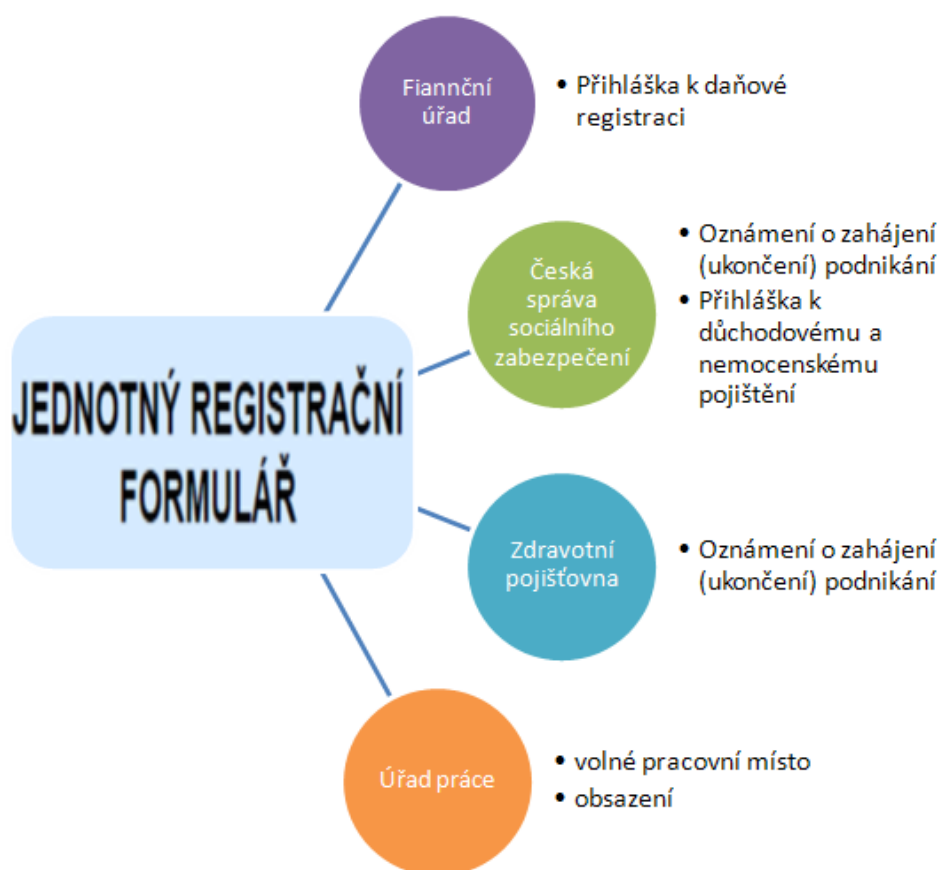 Fiannční
úřad
• Přihláška k daňové
registraci
Česká
správa
sociálního
zabezpečení
• Oznámení o zahájení
(ukončení) podnikání
• Přihláška k
důchodovému a
nemocenskému
pojištění
JEDNOTNÝ REGISTRAČNÍ
FORMULÁŘ
Zdravotní
pojišťovna
• Oznámení o zahájení
(ukončení) podnikání
Úřad práce
• volné pracovní místo
• obsazení